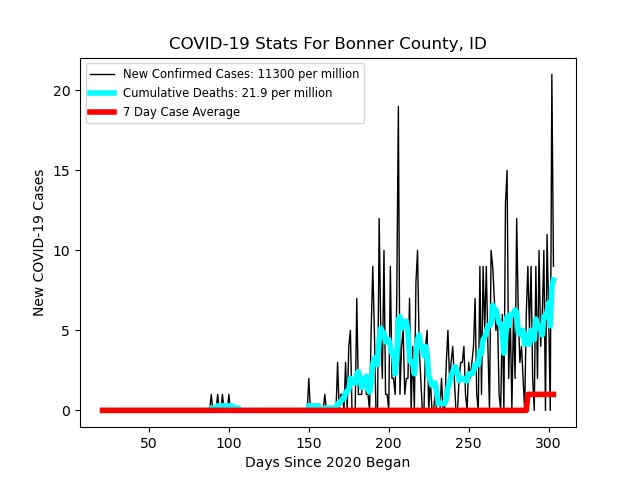 COVID-19 Stats For Bonner County, ID
New Confirmed Cases: 11300 per million
Cumulative Deaths: 21.9 per million
7 Day Case Average
New COVID-19 Cases
20
15
10
5
0
50 100 150 200 250 300
Days Since 2020 Began